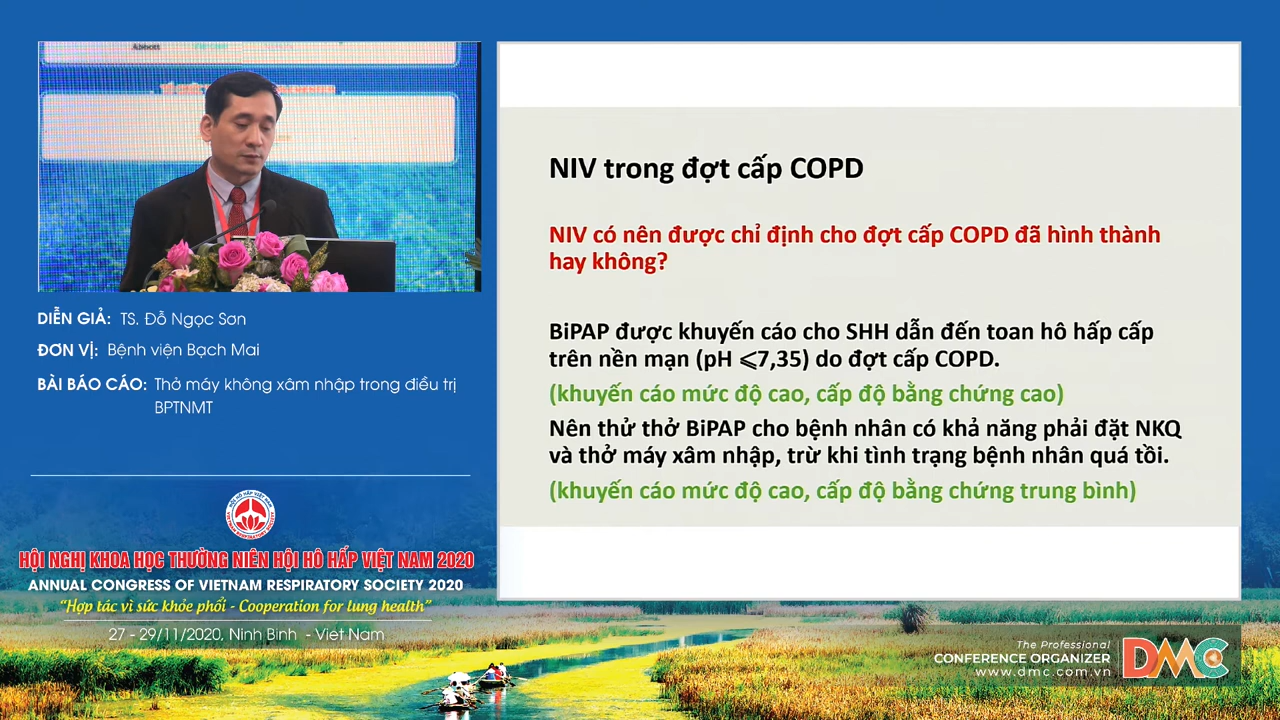 Abbott
DIỄN GIẢ: TS. Đỗ Ngọc Sơn
ĐƠN VỊ: Bệnh viện Bạch Mai
BÀI BÁO CÁO: Thở máy không xâm nhập trong điều trị
BPTNMT
HỘI HÔ HẤP VIỆT NAM
HỘI NGHỊ KHOA HỌC THƯỜNG NIÊN HỘI HÔ HẤP VIỆT NAM 2020
ANNUAL CONGRESS OF VIETNAM RESPIRATORY SOCIETY 2020
“Hợp tác vì sức khỏe phổi - Cooperation for lung health”
27 - 29/11/2020, Ninh Bình - Việt Nam
NIV trong đợt cấp COPD
NIV có nên được chỉ định cho đợt cấp COPD đã hình thành
hay không?
BiPAP được khuyến cáo cho SHH dẫn đến toan hô hấp cấp
trên nền mạn (pH ⩽7,35) do đợt cấp COPD.
(khuyến cáo mức độ cao, cấp độ bằng chứng cao)
Nên thử thở BiPAP cho bệnh nhân có khả năng phải đặt NKQ
và thở máy xâm nhập, trừ khi tình trạng bệnh nhân quá tồi.
(khuyến cáo mức độ cao, cấp độ bằng chứng trung bình)
The Professional
CONFERENCE ORGANIZER
www.dmc.com.vn
DMC